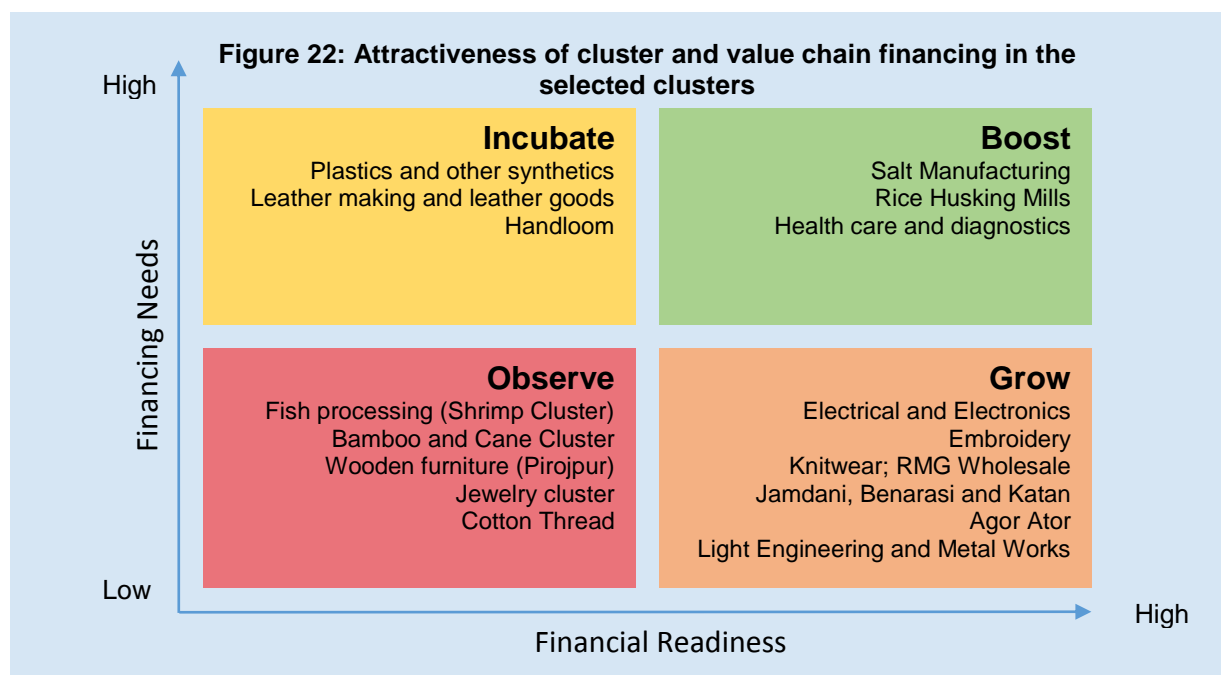 Figure 22: Attractiveness of cluster and value chain financing in the
selected clusters
High
Financing Needs
Incubate
Plastics and other synthetics
Leather making and leather goods
Handloom
Boost
Salt Manufacturing
Rice Husking Mills
Health care and diagnostics
Observe
Fish processing (Shrimp Cluster)
Bamboo and Cane Cluster
Wooden furniture (Pirojpur)
Jewelry cluster
Cotton Thread
Grow
Electrical and Electronics
Embroidery
Knitwear; RMG Wholesale
Jamdani, Benarasi and Katan
Agor Ator
Light Engineering and Metal Works
Low
High
Financial Readiness